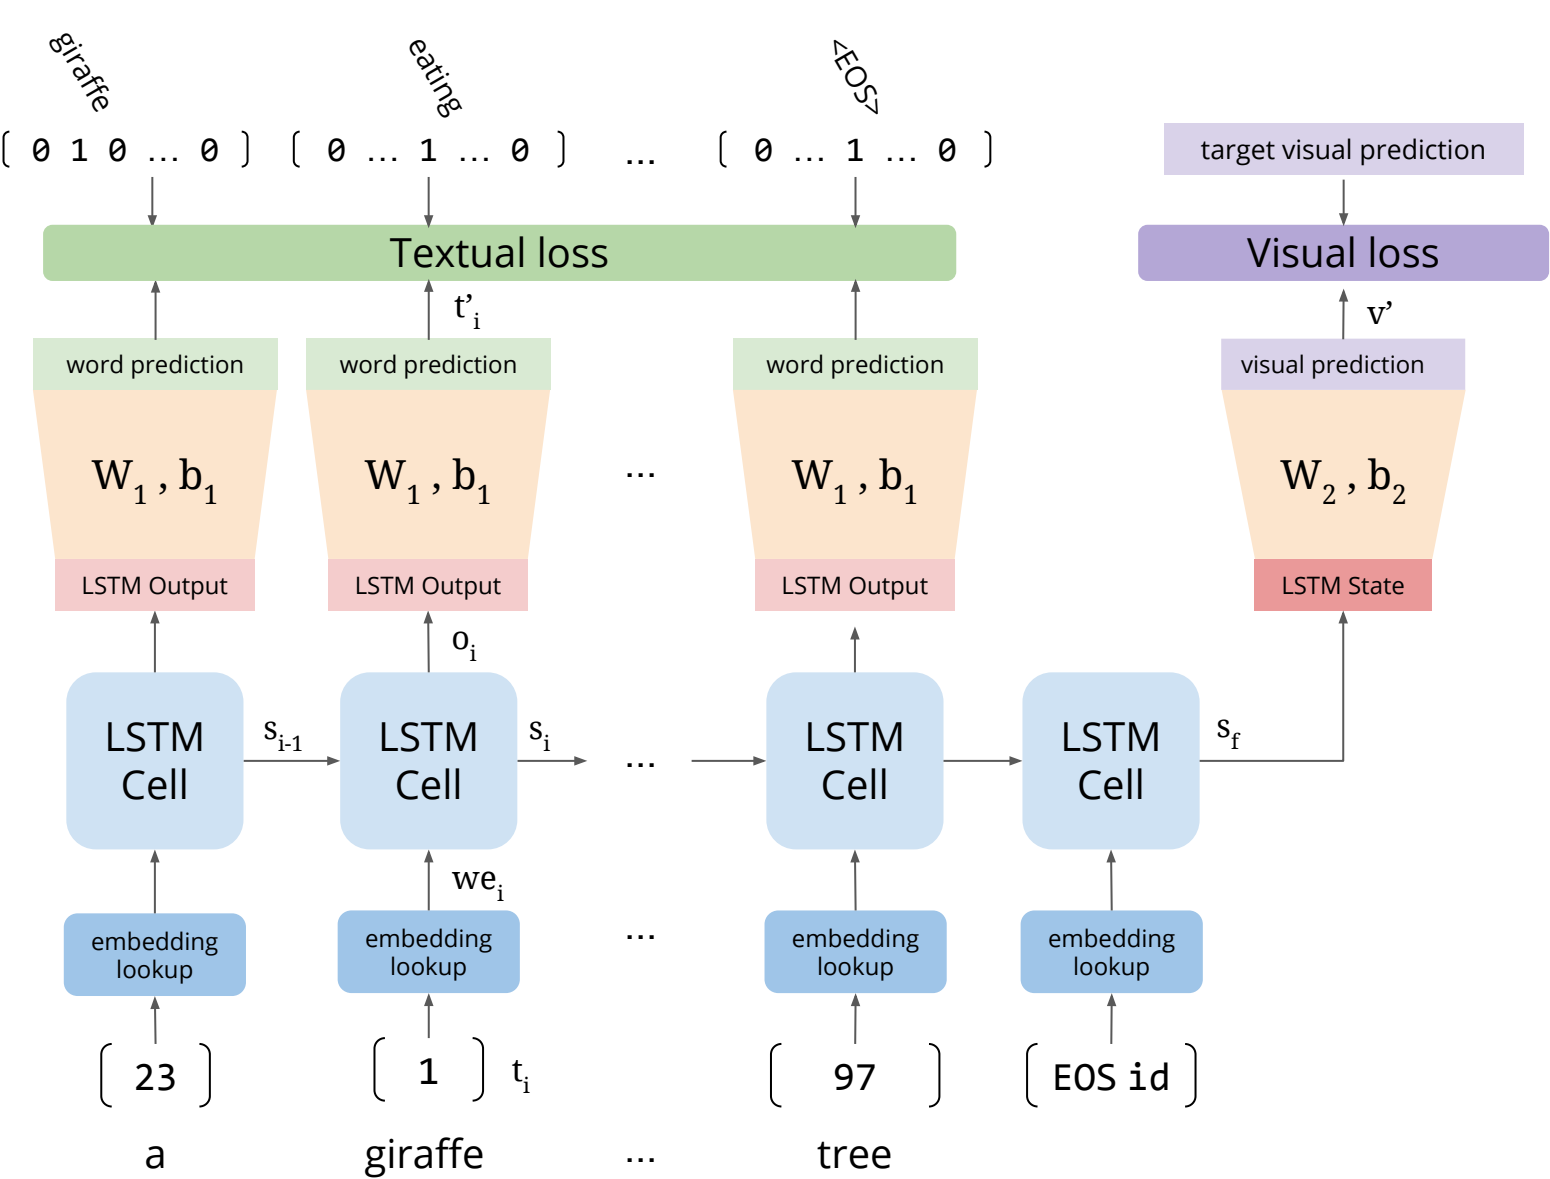 giraffe eating <EOS>
[ 0 1 0 ... 0 ] [ 0 ... 1 ... 0 ] ... [ 0 ... 1 ... 0 ] target visual prediction
Textual loss Visual loss
t’i v’
word prediction word prediction word prediction visual prediction
W1 , b1 W1 , b1 ... W1 , b1 W2 , b2
LSTM Output LSTM Output LSTM Output LSTM State
oi
LSTM Cell si-1 LSTM Cell si ... LSTM Cell LSTM Cell sf
wei
embedding lookup embedding lookup ... embedding lookup embedding lookup
[ 23 ] [ 1 ] ti [ 97 ] [ EOS id ]
a giraffe ... tree